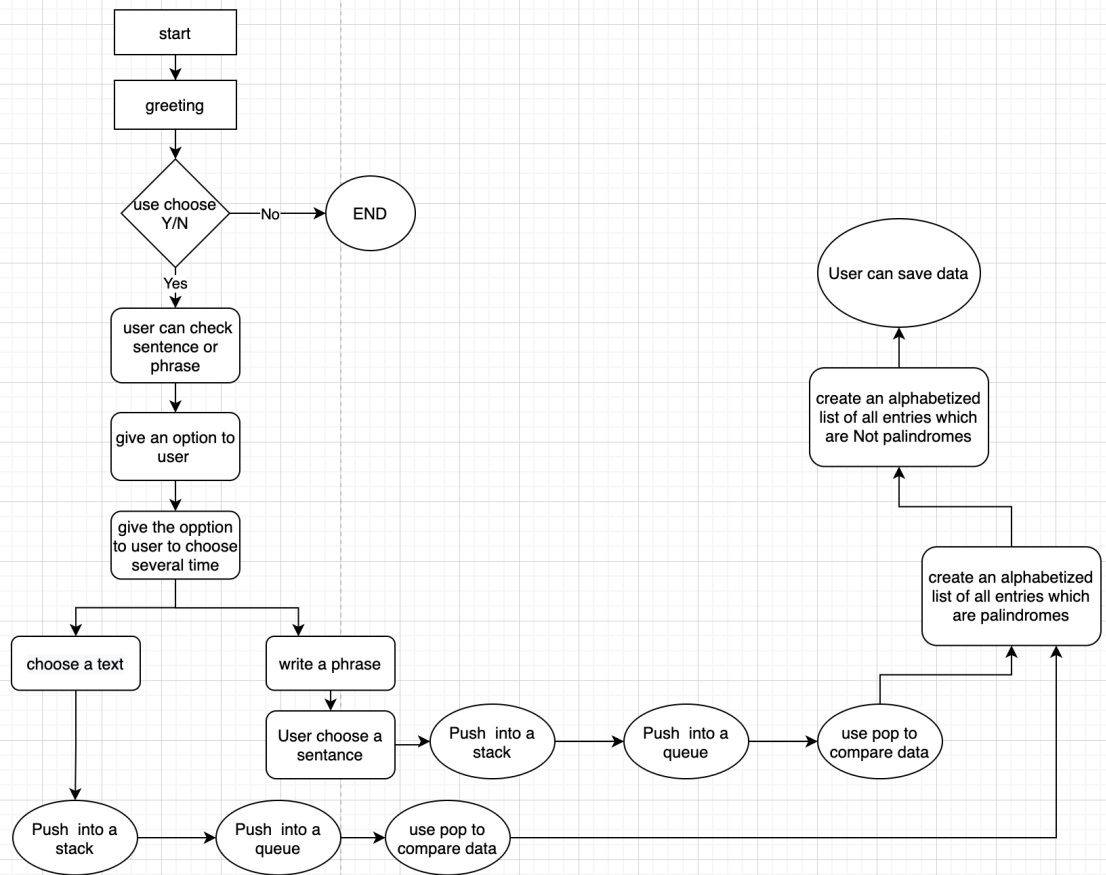 start
greeting
use choose
Y/N
No
END
Yes
user can check
sentence or
phrase
give an option to
user
give the opption
to user to choose
several time
choose a text
write a phrase
User choose a
sentance
Push into a
stack
Push into a
queue
use pop to
compare data
Push into a
stack
Push into a
queue
use pop to
compare data
create an alphabetized
list of all entries which
are palindromes
create an alphabetized
list of all entries which
are Not palindromes
User can save data